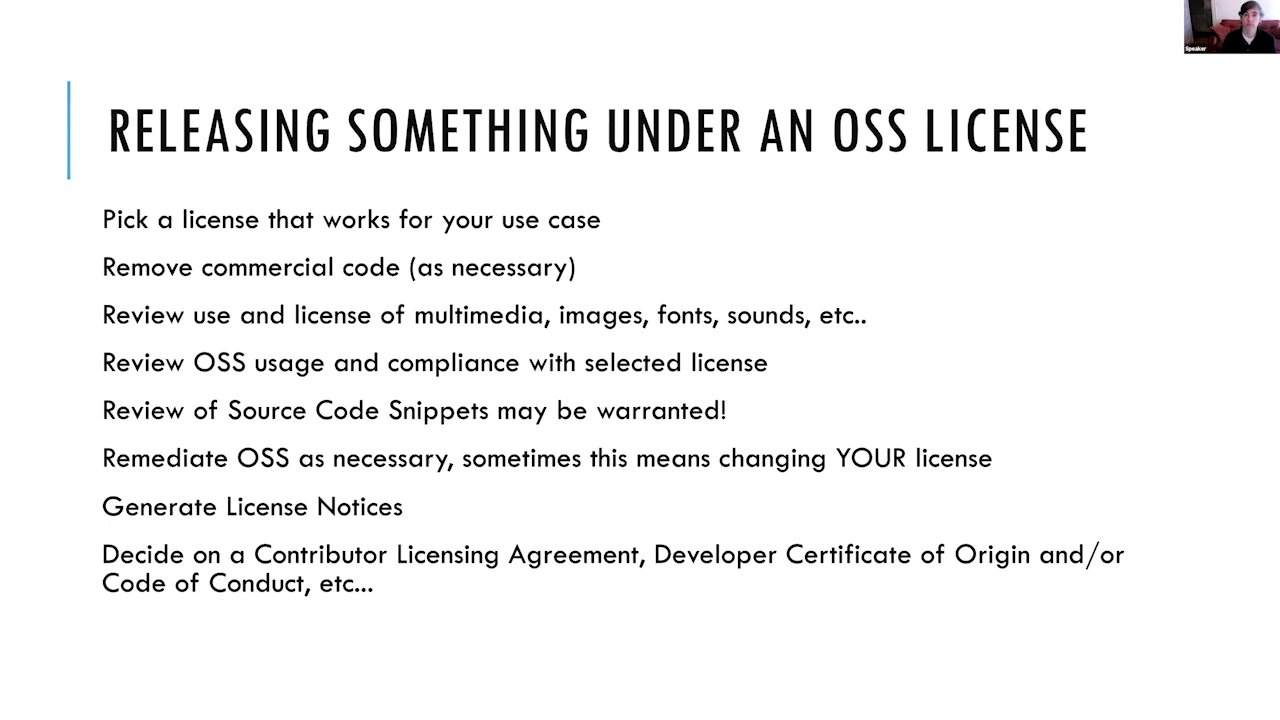 Speaker
RELEASING SOMETHING UNDER AN OSS LICENSE
Pick a license that works for your use case
Remove commercial code (as necessary)
Review use and license of multimedia, images, fonts, sounds, etc..
Review OSS usage and compliance with selected license
Review of Source Code Snippets may be warranted!
Remediate OSS as necessary, sometimes this means changing YOUR license
Generate License Notices
Decide on a Contributor Licensing Agreement, Developer Certificate of Origin and/or
Code of Conduct, etc...